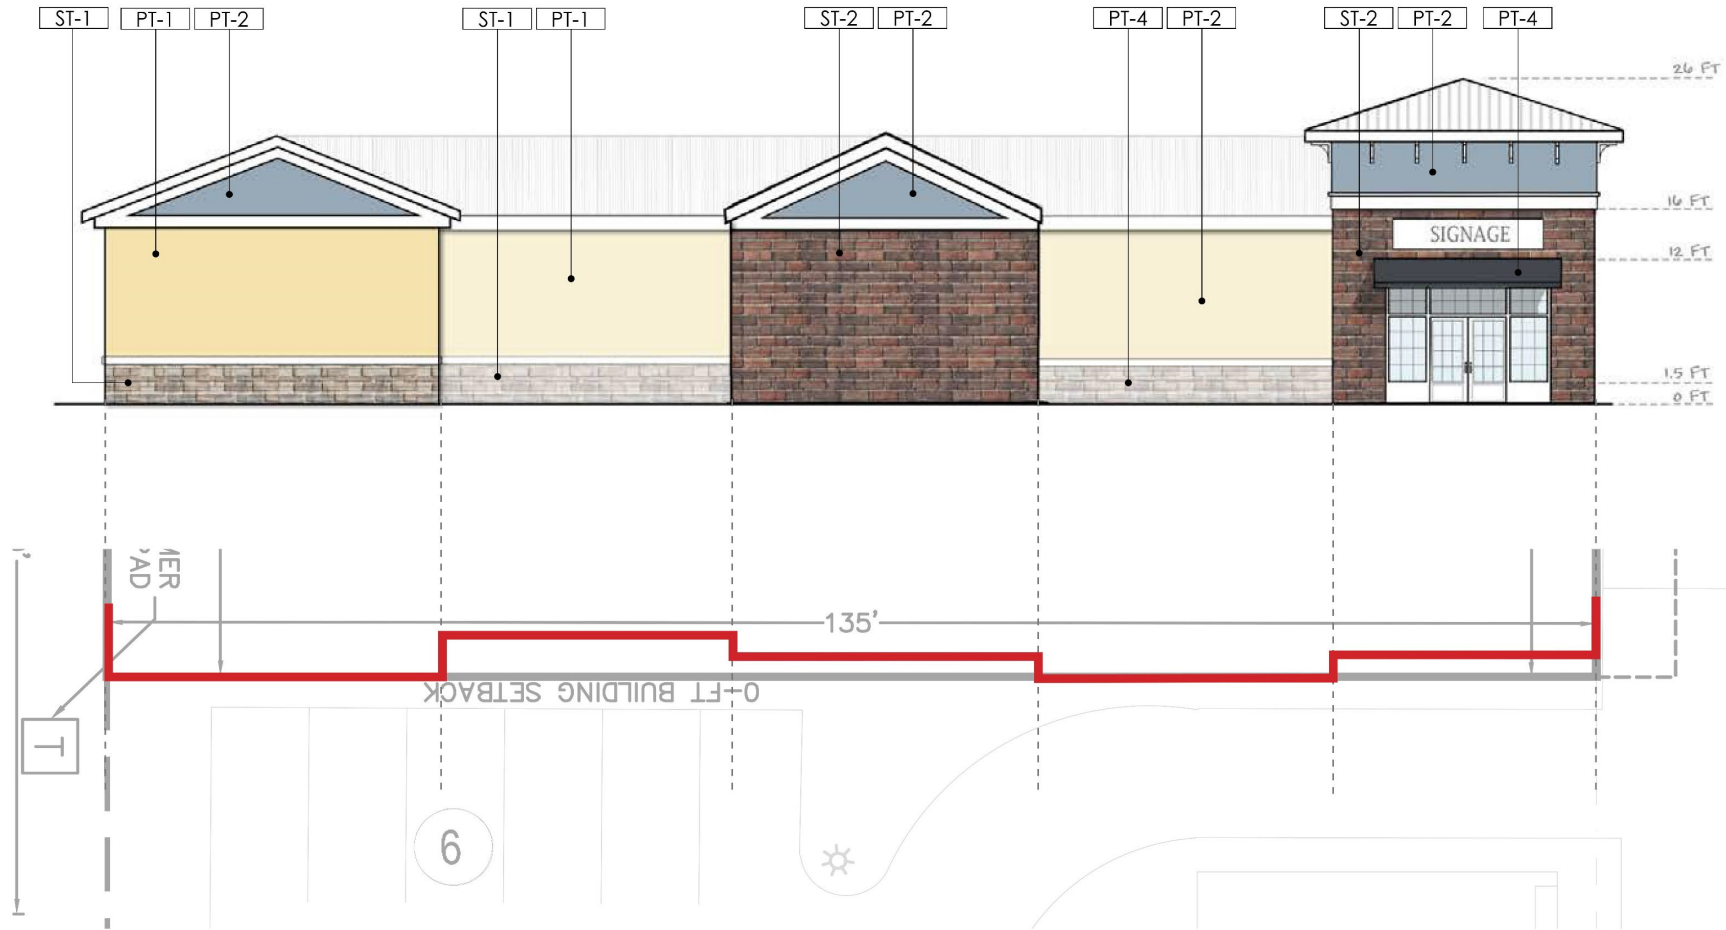 ST-1 PT-1 PT-2 ST-1 PT-1 ST-2 PT-2 PT-4 PT-2 ST-2 PT-2 PT-4
26 FT
16 FT
SIGNAGE
12 FT
1.5 FT
0 FT
MER
PAD
135'
0-FT BUILDING SETBACK
T
6